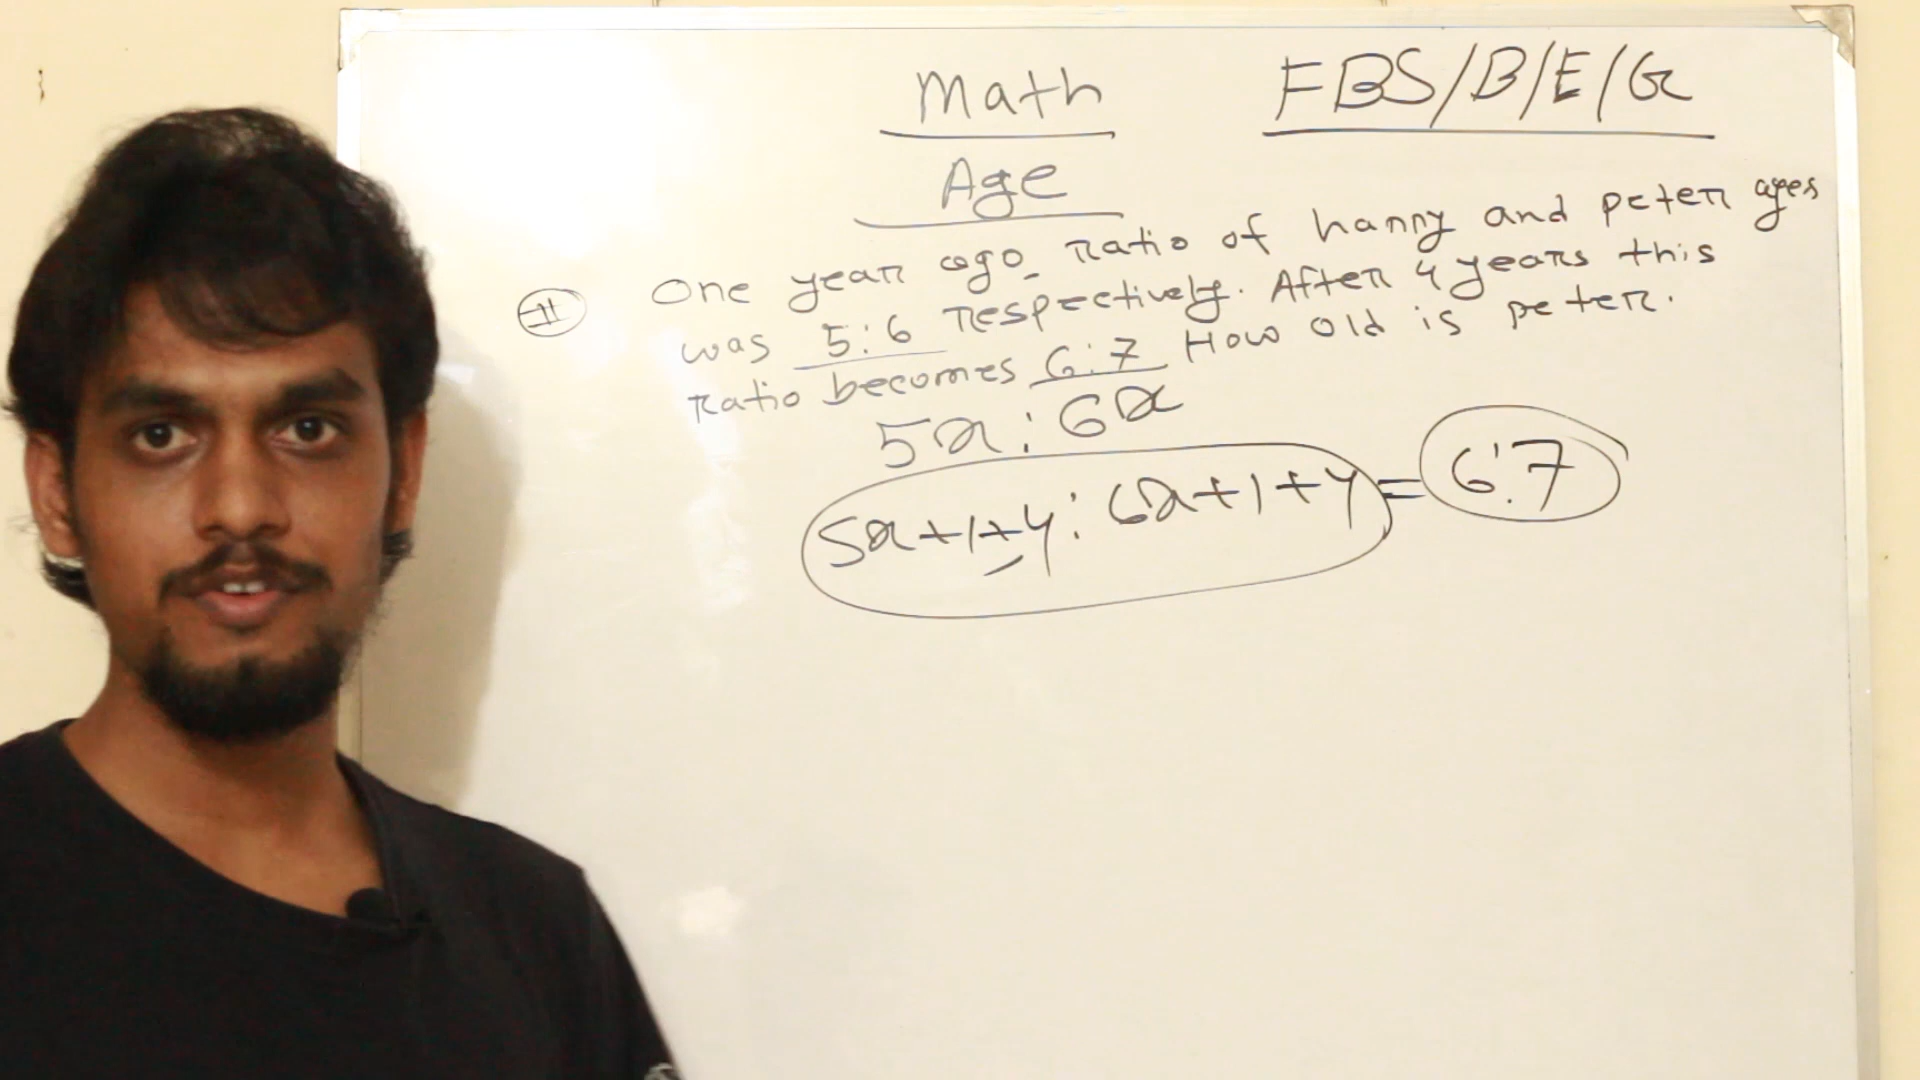 Math
FBS/B/E/G
Age
# One year ago ratio of harry and peter ages
was 5:6 respectively. After 4 years this
ratio becomes 6:7 How old is peter.
5x : 6x
5x+1+4 : 6x+1+4 = 6:7